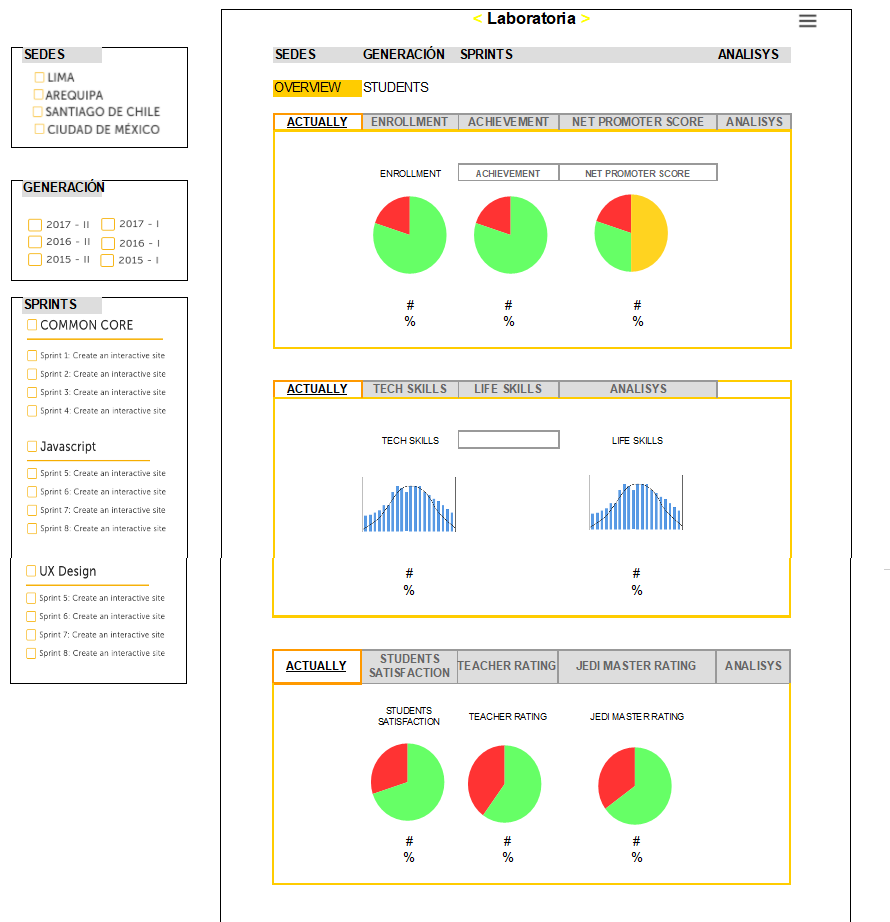 < Laboratoria >
SEDES
LIMA
AREQUIPA
SANTIAGO DE CHILE
CIUDAD DE MÉXICO
GENERACIÓN
2017 - II 2017 - I
2016 - II 2016 - I
2015 - II 2015 - I
SPRINTS
COMMON CORE
Sprint 1: Create an interactive site
Sprint 2: Create an interactive site
Sprint 3: Create an interactive site
Sprint 4: Create an interactive site
Javascript
Sprint 5: Create an interactive site
Sprint 6: Create an interactive site
Sprint 7: Create an interactive site
Sprint 8: Create an interactive site
UX Design
Sprint 5: Create an interactive site
Sprint 6: Create an interactive site
Sprint 7: Create an interactive site
Sprint 8: Create an interactive site
SEDES GENERACIÓN SPRINTS ANALISYS
OVERVIEW STUDENTS
ACTUALLY ENROLLMENT ACHIEVEMENT NET PROMOTER SCORE ANALISYS
ENROLLMENT ACHIEVEMENT NET PROMOTER SCORE
# # #
% % %
ACTUALLY TECH SKILLS LIFE SKILLS ANALISYS
TECH SKILLS LIFE SKILLS
# #
% %
ACTUALLY STUDENTS SATISFACTION TEACHER RATING JEDI MASTER RATING ANALISYS
STUDENTS SATISFACTION TEACHER RATING JEDI MASTER RATING
# # #
% % %